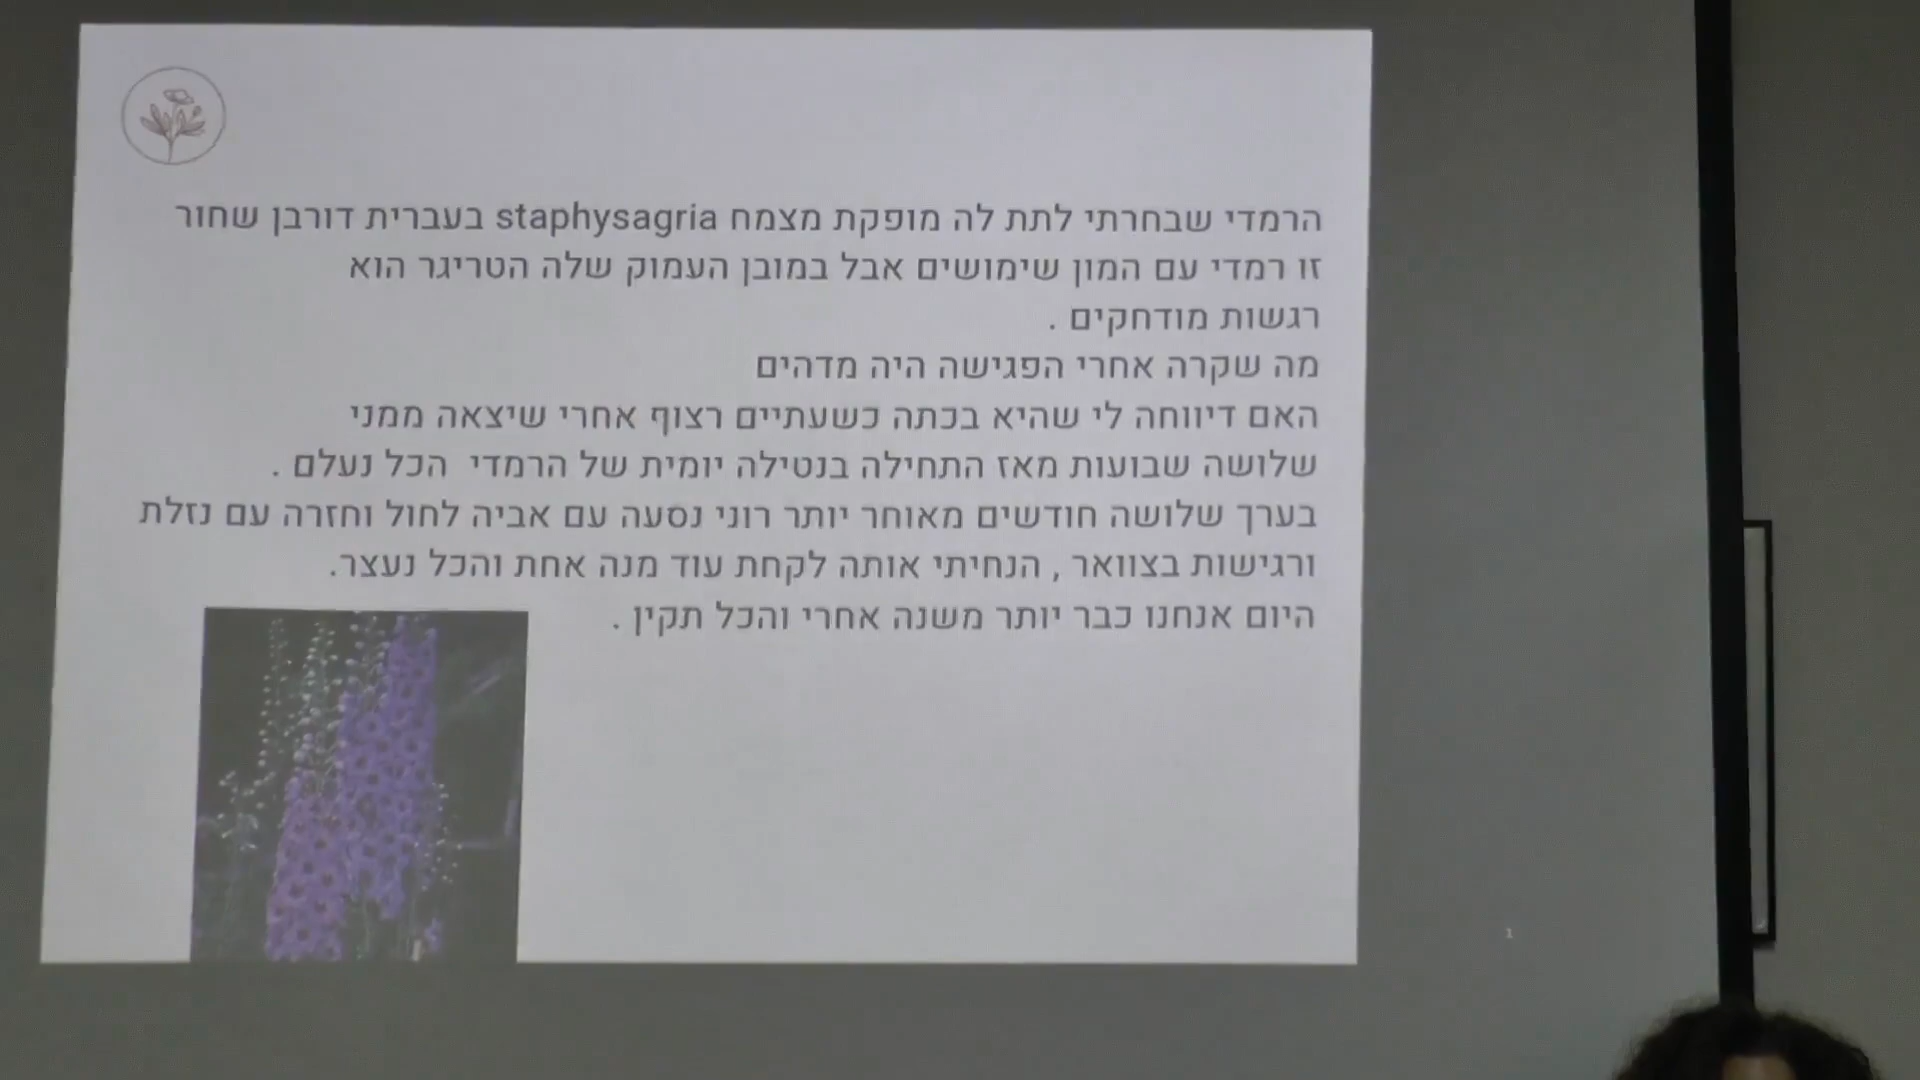 הרמדי שבחרתי לתת לה מופקת מצמח staphysagria בעברית דורבן שחור
זו רמדי עם המון שימושים אבל במובן העמוק שלה הטריגר הוא
רגשות מודחקים .
מה שקרה אחרי הפגישה היה מדהים
האם דיווחה לי שהיא בכתה כשעתיים רצוף אחרי שיצאה ממני
שלושה שבועות מאז התחילה בנטילה יומית של הרמדי הכל נעלם .
בערך שלושה חודשים מאוחר יותר רוני נסעה עם אביה לחול וחזרה עם נזלת
ורגישות בצוואר , הנחיתי אותה לקחת עוד מנה אחת והכל נעצר.
היום אנחנו כבר יותר משנה אחרי והכל תקין .
1